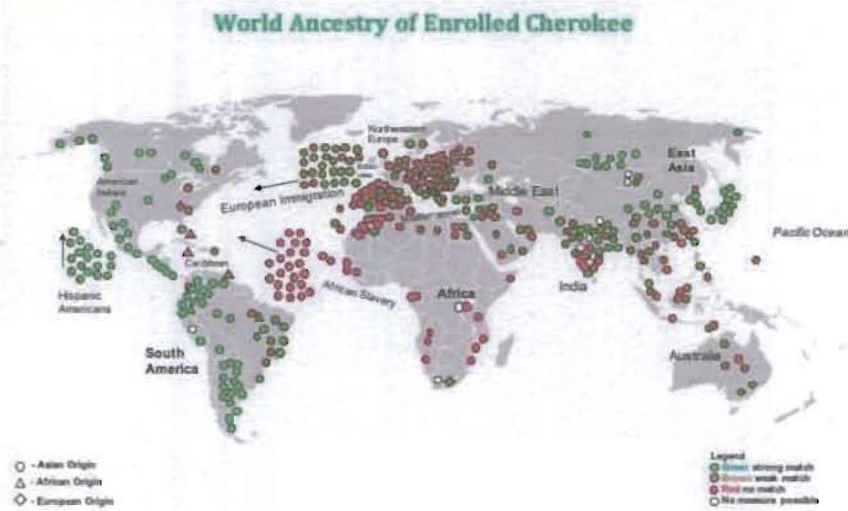 World Ancestry of Enrolled Cherokee
Northwestern
Europe
East
Asia
American
Indians
European Immigration
Middle East
Pacific Ocean
Caribbean
Hispanic
Americans
African Slavery
Africa
India
South
America
Australia
- Asian Origin
- African Origin
- European Origin
Legend
Green strong match
Brown weak match
Red no match
No measure possible